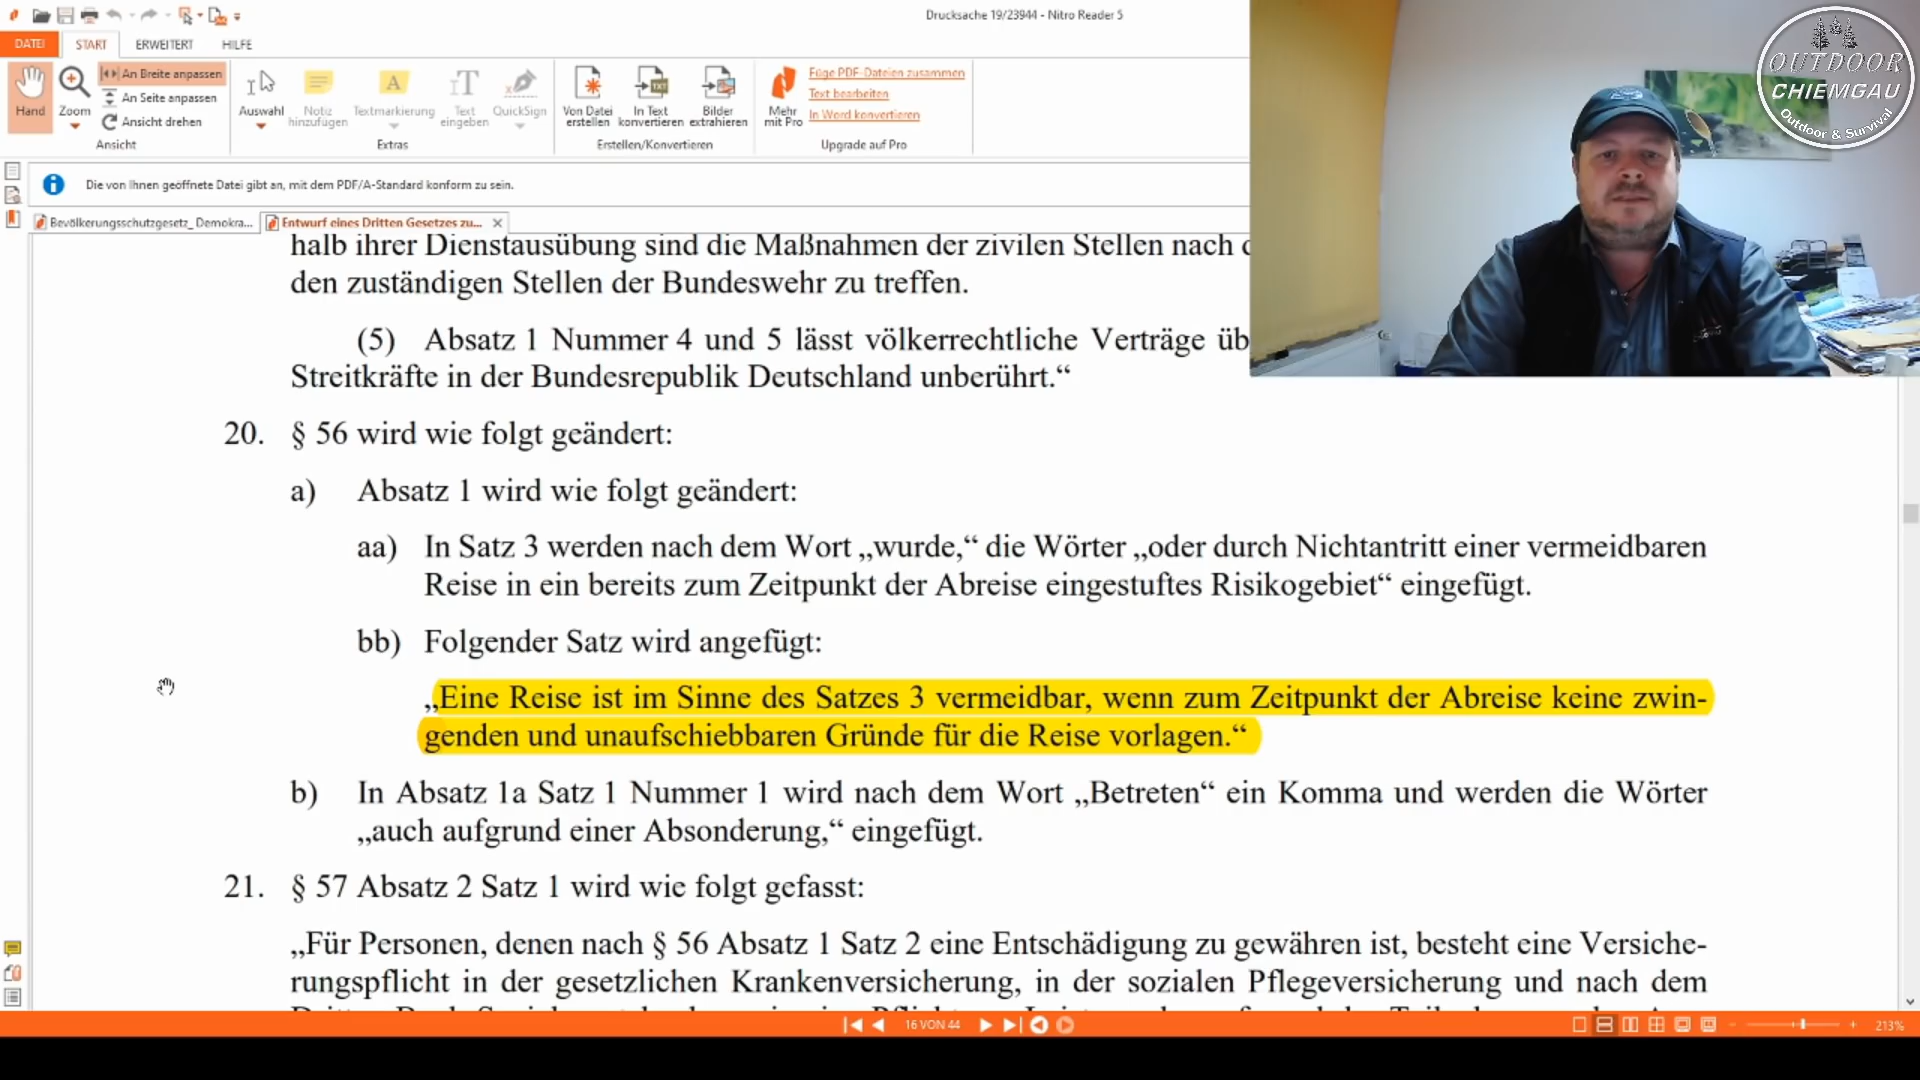 Drucksache 19/23944 - Nitro Reader 5
DATEI START ERWEITERT HILFE
Hand
Zoom
An Breite anpassen
An Seite anpassen
Ansicht drehen
Ansicht
Auswahl
Notiz
hinzufügen
Textmarkierung
Text
eingeben
QuickSign
Extras
Von Datei
erstellen
In Text
konvertieren
Bilder
extrahieren
Erstellen/Konvertieren
Mehr
mit Pro
Füge PDF-Dateien zusammen
Text bearbeiten
In Word konvertieren
Upgrade auf Pro
OUTDOOR
CHIEMGAU
Outdoor & Survival
Die von Ihnen geöffnete Datei gibt an, mit dem PDF/A-Standard konform zu sein.
Bevölkerungsschutzgesetz_ Demokra... Entwurf eines Dritten Gesetzes zu...
halb ihrer Dienstausübung sind die Maßnahmen der zivilen Stellen nach
den zuständigen Stellen der Bundeswehr zu treffen.
(5) Absatz 1 Nummer 4 und 5 lässt völkerrechtliche Verträge üb
Streitkräfte in der Bundesrepublik Deutschland unberührt.“
20. § 56 wird wie folgt geändert:
a) Absatz 1 wird wie folgt geändert:
aa) In Satz 3 werden nach dem Wort „wurde,“ die Wörter „oder durch Nichtantritt einer vermeidbaren
Reise in ein bereits zum Zeitpunkt der Abreise eingestuftes Risikogebiet“ eingefügt.
bb) Folgender Satz wird angefügt:
„Eine Reise ist im Sinne des Satzes 3 vermeidbar, wenn zum Zeitpunkt der Abreise keine zwin-
genden und unaufschiebbaren Gründe für die Reise vorlagen.“
b) In Absatz 1a Satz 1 Nummer 1 wird nach dem Wort „Betreten“ ein Komma und werden die Wörter
„auch aufgrund einer Absonderung,“ eingefügt.
21. § 57 Absatz 2 Satz 1 wird wie folgt gefasst:
„Für Personen, denen nach § 56 Absatz 1 Satz 2 eine Entschädigung zu gewähren ist, besteht eine Versiche-
rungspflicht in der gesetzlichen Krankenversicherung, in der sozialen Pflegeversicherung und nach dem
16 VON 44
213%